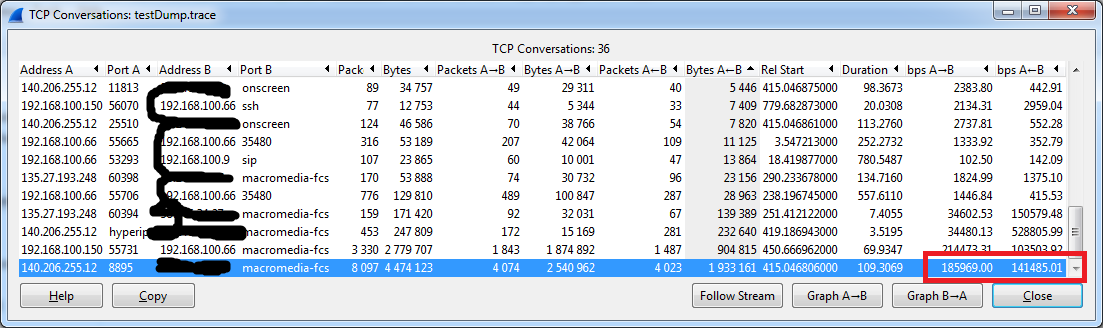 TCP Conversations: testDump.trace
TCP Conversations: 36
Address A Port A Address B Port B Pack Bytes Packets A→B Bytes A→B Packets A←B Bytes A←B Rel Start Duration bps A→B bps A←B
140.206.255.12 11813 onscreen 89 34 757 49 29 311 40 5 446 415.046875000 98.3673 2383.80 442.91
192.168.100.150 56070 192.168.100.66 ssh 77 12 753 44 5 344 33 7 409 779.682873000 20.0308 2134.31 2959.04
140.206.255.12 25510 onscreen 124 46 586 70 38 766 54 7 820 415.046861000 113.2760 2737.81 552.28
192.168.100.66 55665 192.168.100.66 35480 316 53 189 207 42 064 109 11 125 3.547213000 252.2732 1333.92 352.79
192.168.100.66 53293 192.168.100.9 sip 107 23 865 60 10 001 47 13 864 18.419877000 780.5487 102.50 142.09
135.27.193.248 60398 macromedia-fcs 170 53 888 74 30 732 96 23 156 290.233678000 134.7160 1824.99 1375.10
192.168.100.66 55706 192.168.100.66 35480 776 129 810 489 100 847 287 28 963 238.196745000 557.6110 1446.84 415.53
135.27.193.248 60394 macromedia-fcs 159 171 420 92 32 031 67 139 389 251.412122000 7.4055 34602.53 150579.48
140.206.255.12 hyperip macromedia-fcs 453 247 809 172 15 169 281 232 640 419.186943000 3.5195 34480.13 528805.99
192.168.100.150 55731 192.168.100.66 macromedia-fcs 3 330 2 779 707 1 843 1 874 892 1 487 904 815 450.666962000 69.9347 214473.31 103503.92
140.206.255.12 8895 macromedia-fcs 8 097 4 474 123 4 074 2 540 962 4 023 1 933 161 415.046806000 109.3069 185969.00 141485.01
Help Copy Follow Stream Graph A→B Graph B→A Close